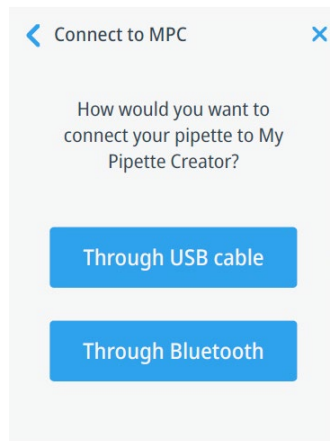 Connect to MPC
How would you want to
connect your pipette to My
Pipette Creator?
Through USB cable
Through Bluetooth